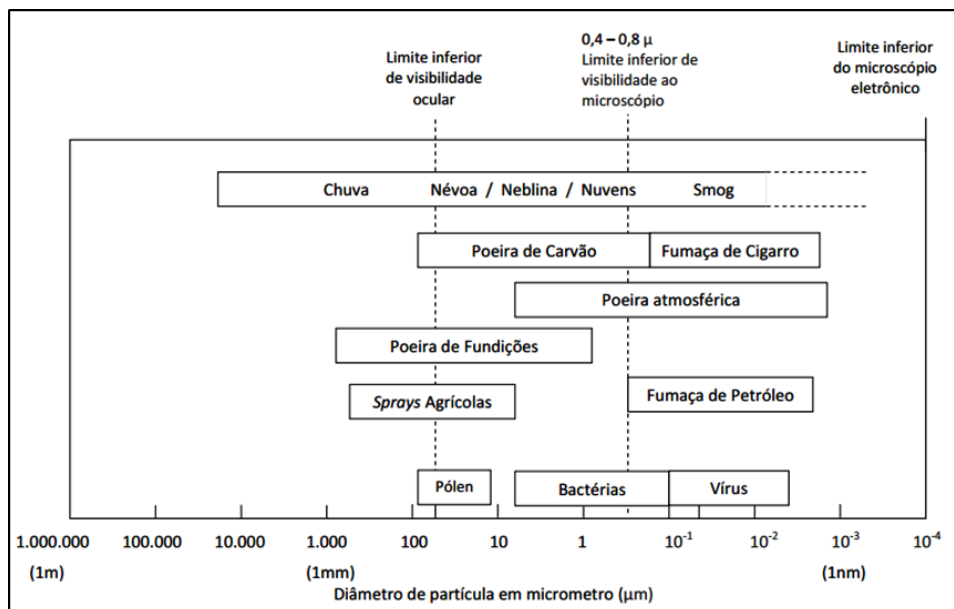 Limite inferior
de visibilidade
ocular
0,4 – 0,8 µ
Limite inferior de
visibilidade ao
microscópio
Limite inferior
do microscópio
eletrônico
Chuva Névoa / Neblina / Nuvens Smog
Poeira de Carvão Fumaça de Cigarro
Poeira atmosférica
Poeira de Fundições
Sprays Agrícolas Fumaça de Petróleo
Pólen Bactérias Vírus
1.000.000 100.000 10.000 1.000 100 10 1 10⁻¹ 10⁻² 10⁻³ 10⁻⁴
(1m) (1mm) (1nm)
Diâmetro de partícula em micrometro (µm)